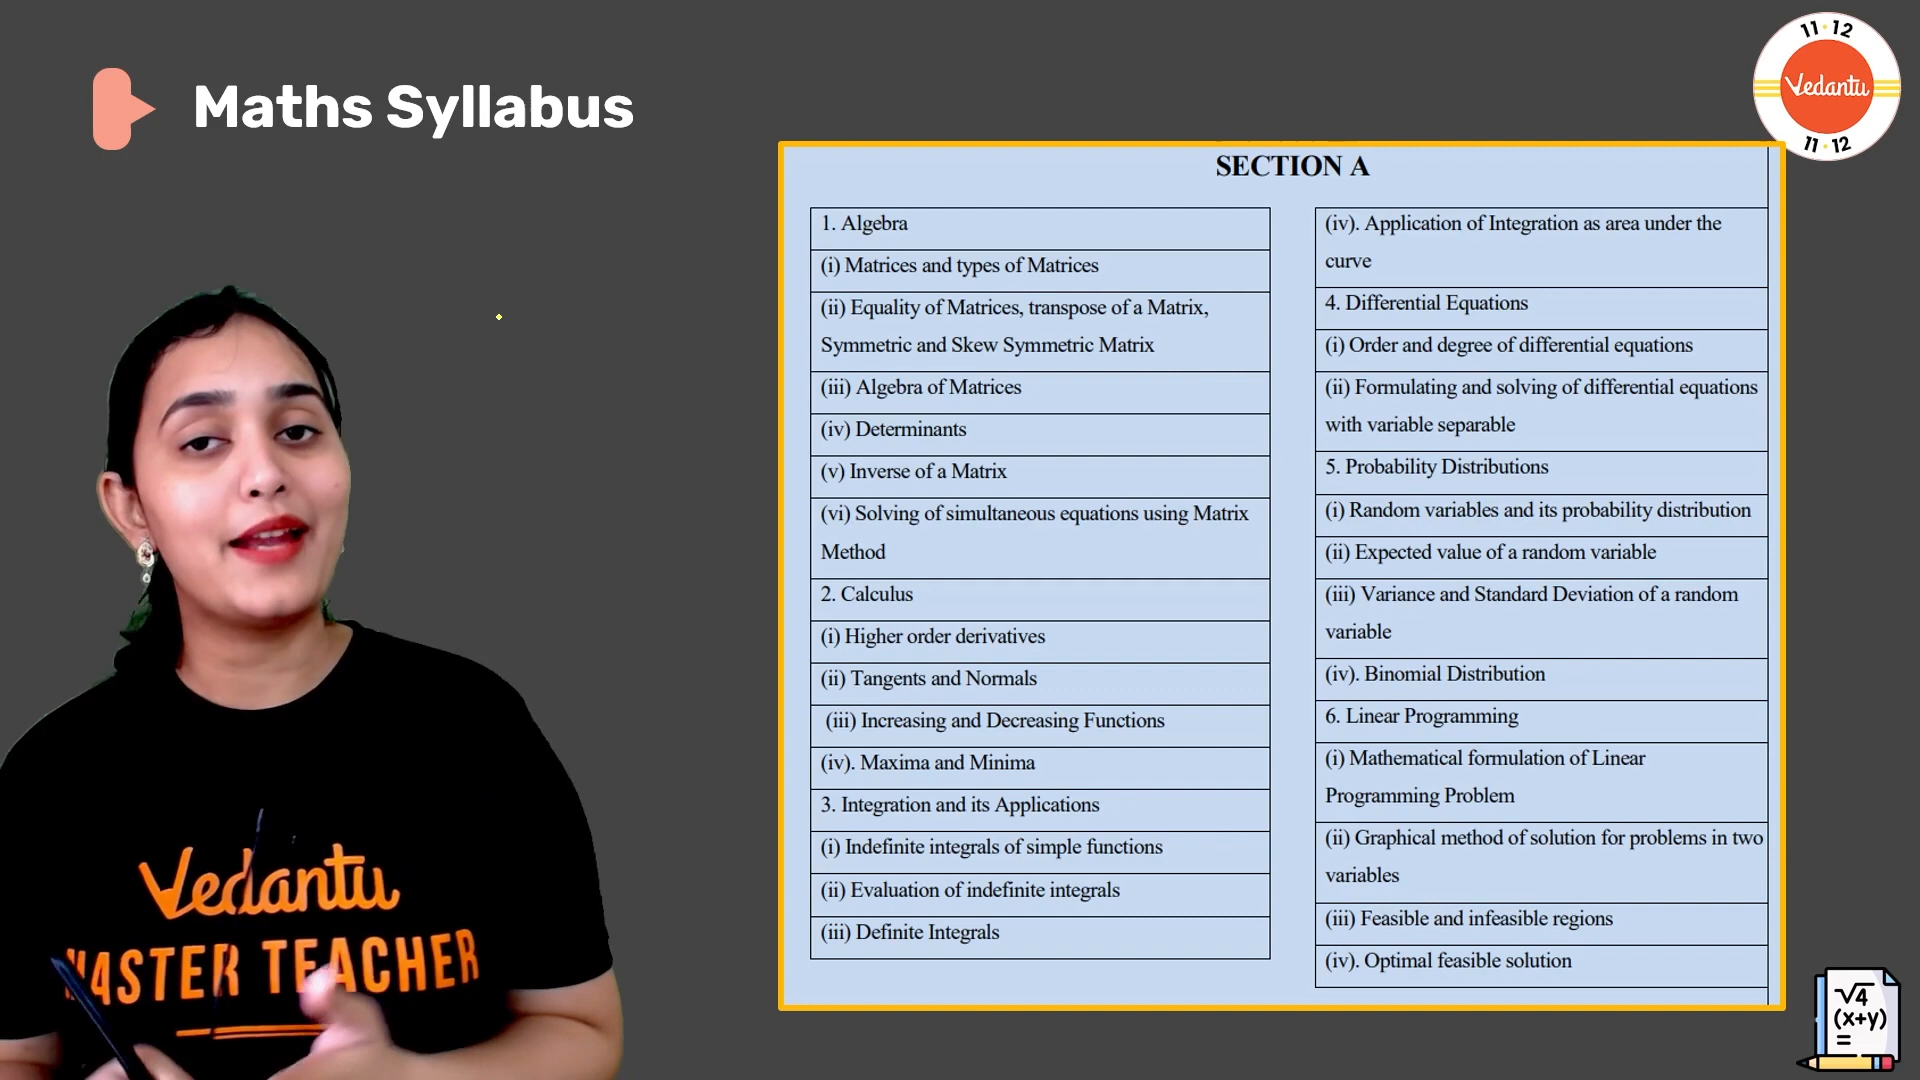 Maths Syllabus
11·12
Vedantu
11·12
SECTION A
1. Algebra
(i) Matrices and types of Matrices
(ii) Equality of Matrices, transpose of a Matrix,
Symmetric and Skew Symmetric Matrix
(iii) Algebra of Matrices
(iv) Determinants
(v) Inverse of a Matrix
(vi) Solving of simultaneous equations using Matrix
Method
2. Calculus
(i) Higher order derivatives
(ii) Tangents and Normals
(iii) Increasing and Decreasing Functions
(iv). Maxima and Minima
3. Integration and its Applications
(i) Indefinite integrals of simple functions
(ii) Evaluation of indefinite integrals
(iii) Definite Integrals
(iv). Application of Integration as area under the
curve
4. Differential Equations
(i) Order and degree of differential equations
(ii) Formulating and solving of differential equations
with variable separable
5. Probability Distributions
(i) Random variables and its probability distribution
(ii) Expected value of a random variable
(iii) Variance and Standard Deviation of a random
variable
(iv). Binomial Distribution
6. Linear Programming
(i) Mathematical formulation of Linear
Programming Problem
(ii) Graphical method of solution for problems in two
variables
(iii) Feasible and infeasible regions
(iv). Optimal feasible solution
Vedantu
MASTER TEACHER
√4
(x+y)
=